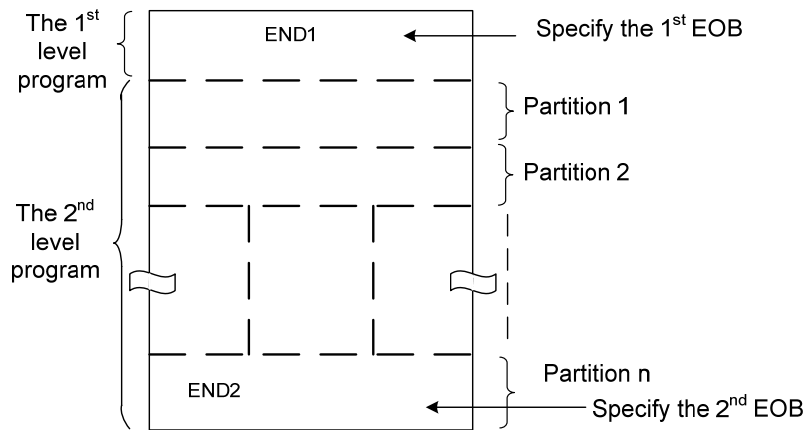 The 1st
level
program
END1
Specify the 1st EOB
Partition 1
Partition 2
The 2nd
level
program
Partition n
END2
Specify the 2nd EOB